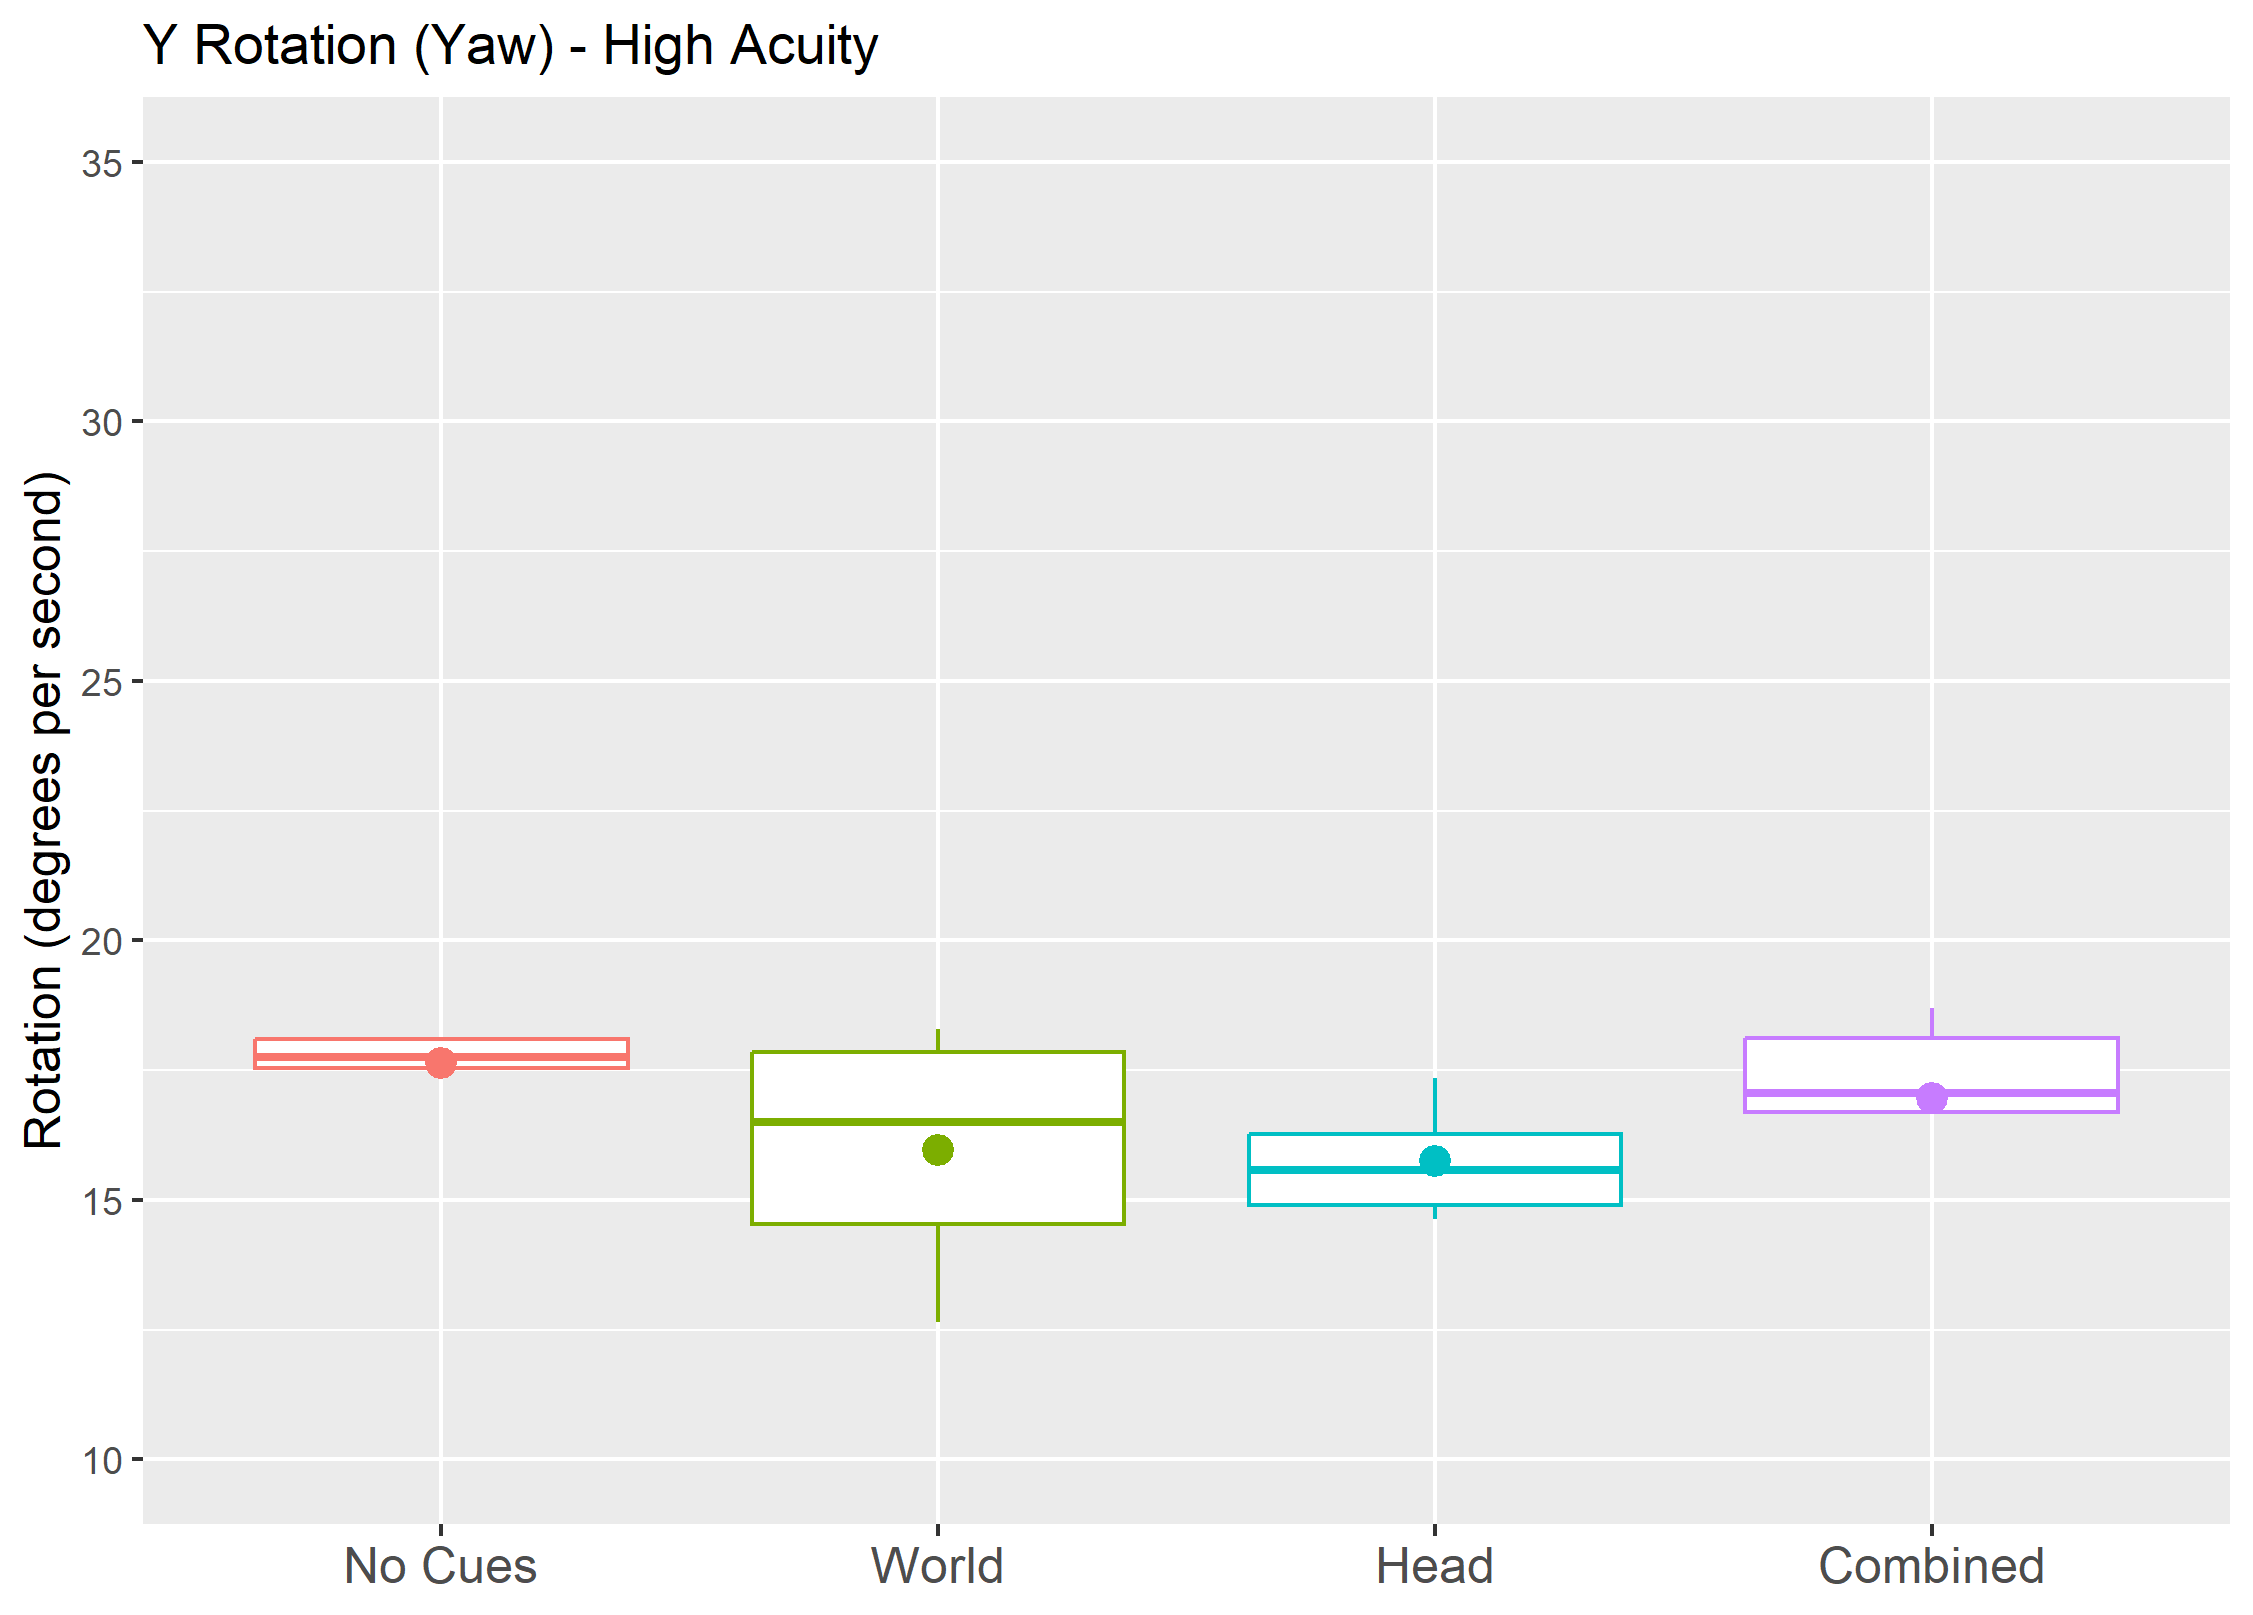 Y Rotation (Yaw) - High Acuity
Rotation (degrees per second)
35
30
25
20
15
10
No Cues
World
Head
Combined